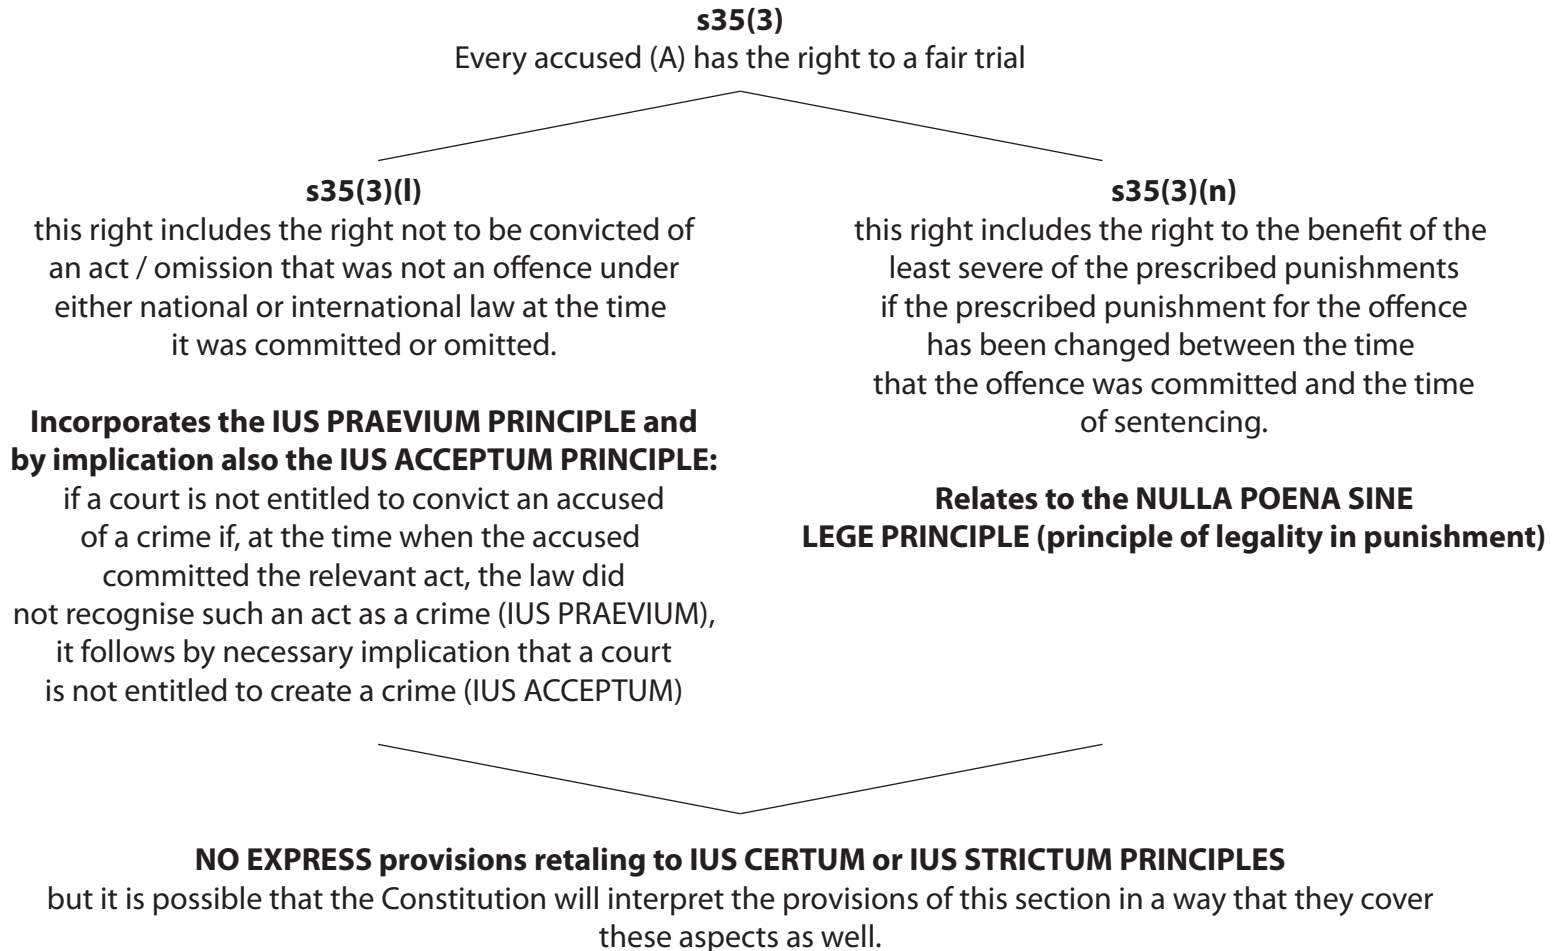 s35(3)
Every accused (A) has the right to a fair trial
s35(3)(l)
this right includes the right not to be convicted of
an act / omission that was not an offence under
either national or international law at the time
it was committed or omitted.
Incorporates the IUS PRAEVIUM PRINCIPLE and
by implication also the IUS ACCEPTUM PRINCIPLE:
if a court is not entitled to convict an accused
of a crime if, at the time when the accused
committed the relevant act, the law did
not recognise such an act as a crime (IUS PRAEVIUM),
it follows by necessary implication that a court
is not entitled to create a crime (IUS ACCEPTUM)
s35(3)(n)
this right includes the right to the benefit of the
least severe of the prescribed punishments
if the prescribed punishment for the offence
has been changed between the time
that the offence was committed and the time
of sentencing.
Relates to the NULLA POENA SINE
LEGE PRINCIPLE (principle of legality in punishment)
NO EXPRESS provisions retaling to IUS CERTUM or IUS STRICTUM PRINCIPLES
but it is possible that the Constitution will interpret the provisions of this section in a way that they cover
these aspects as well.